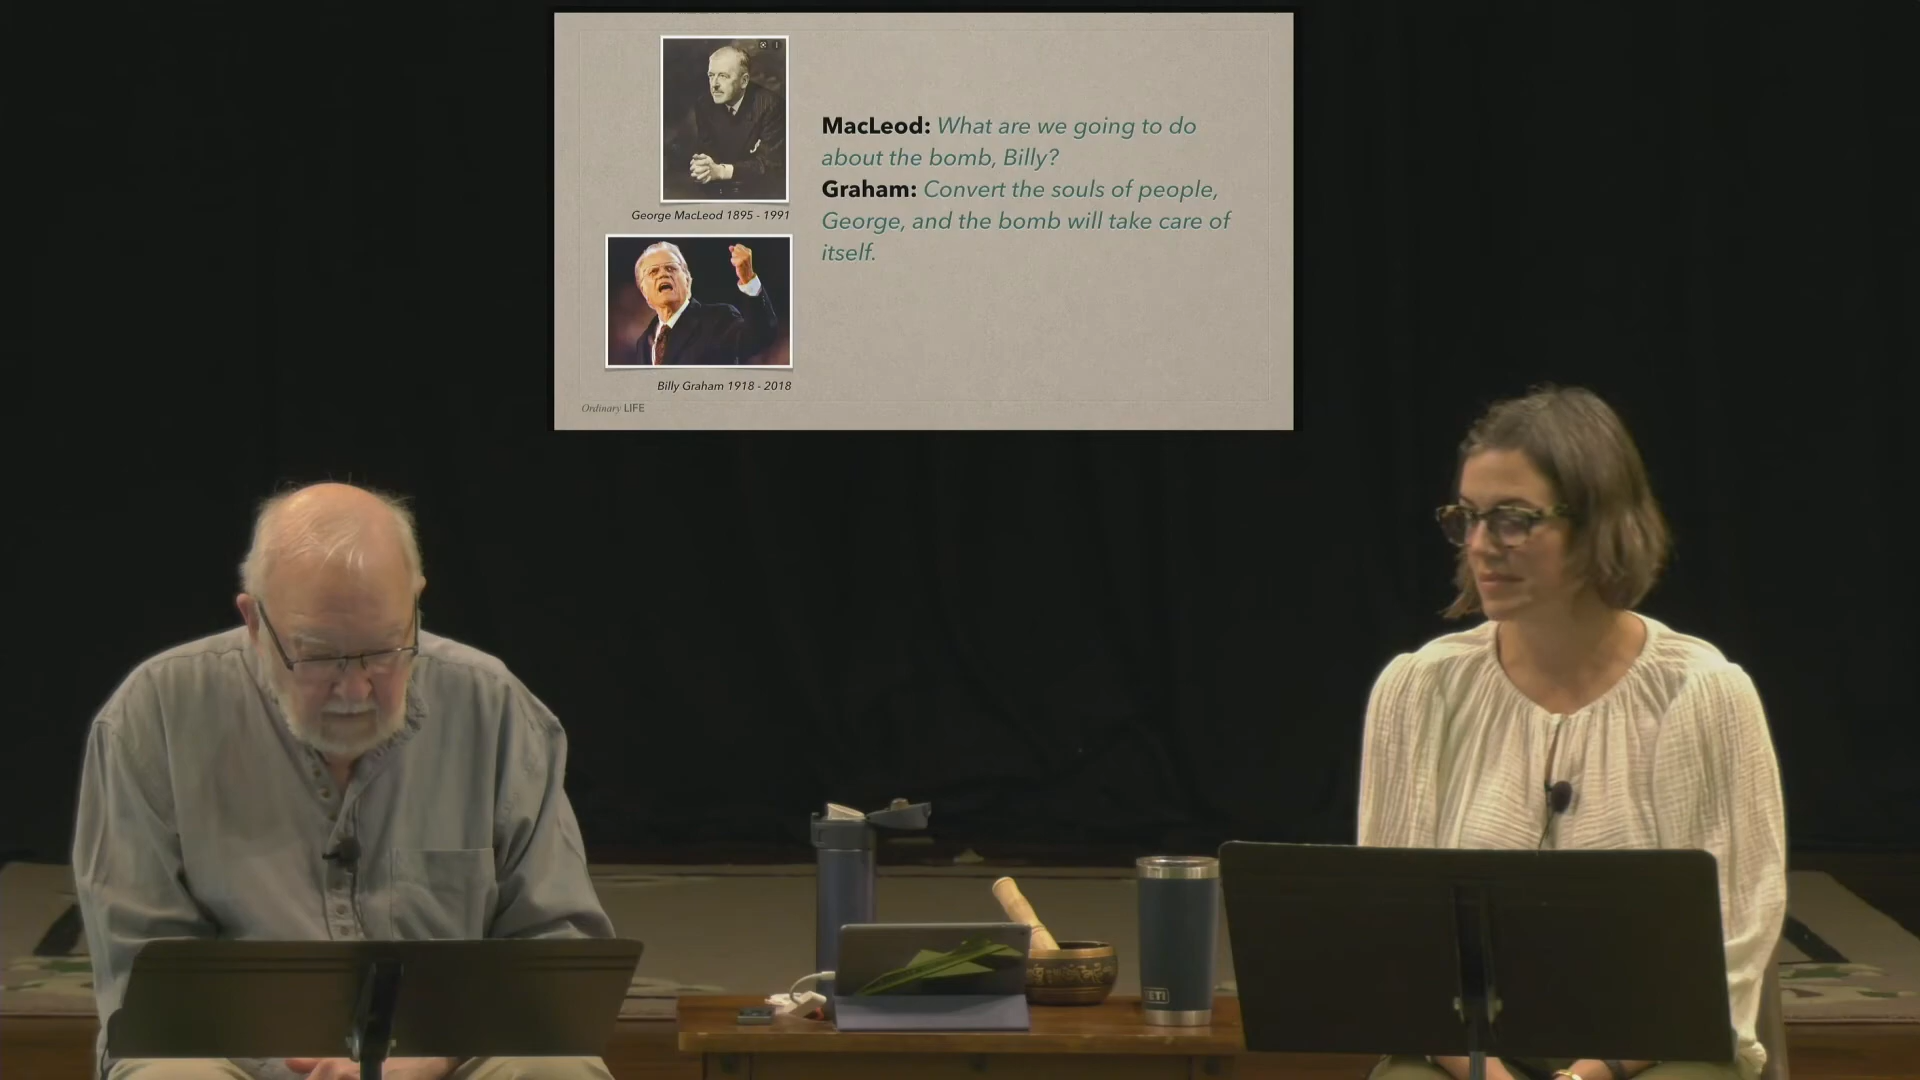 MacLeod: What are we going to do
about the bomb, Billy?
Graham: Convert the souls of people,
George, and the bomb will take care of
itself.
George MacLeod 1895 - 1991
Billy Graham 1918 - 2018
Ordinary LIFE
YETI